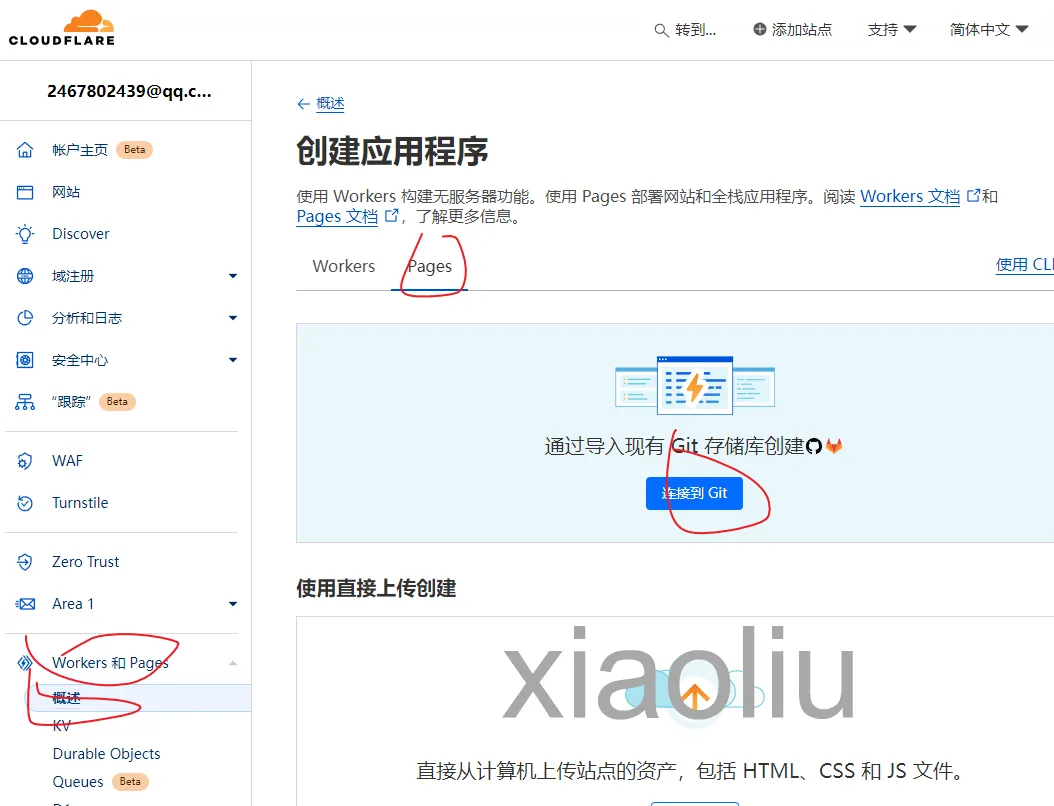 CLOUDFLARE
转到...
添加站点
支持
简体中文
2467802439@qq.c...
帐户主页 Beta
网站
Discover
域注册
分析和日志
安全中心
“跟踪” Beta
WAF
Turnstile
Zero Trust
Area 1
Workers 和 Pages
概述
KV
Durable Objects
Queues Beta
← 概述
创建应用程序
使用 Workers 构建无服务器功能。使用 Pages 部署网站和全栈应用程序。阅读 Workers 文档 和
Pages 文档 ，了解更多信息。
Workers
Pages
使用 CLI
通过导入现有 Git 存储库创建
连接到 Git
使用直接上传创建
xiaoliu
直接从计算机上传站点的资产，包括 HTML、CSS 和 JS 文件。